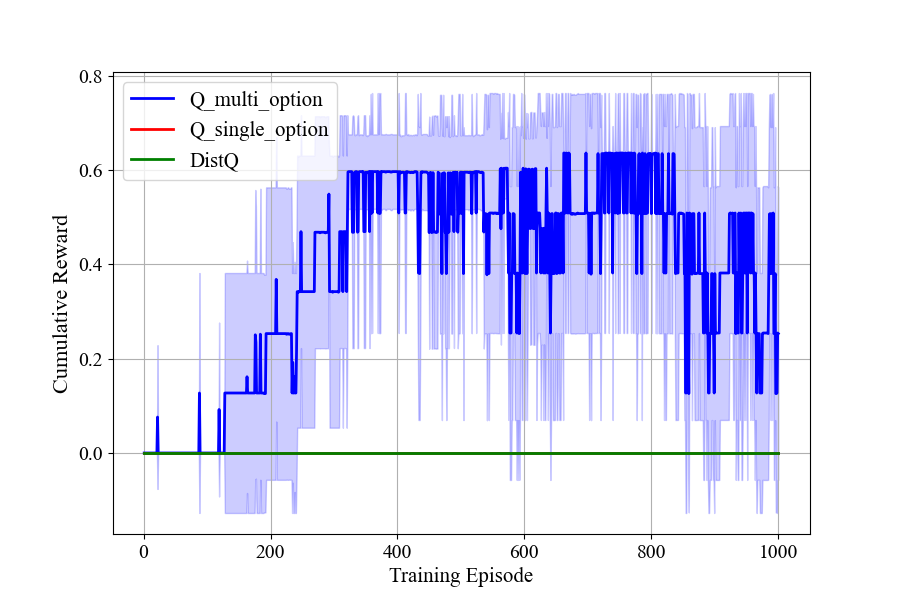 0.8
0.6
0.4
0.2
0.0
Cumulative Reward
Q_multi_option
Q_single_option
DistQ
0 200 400 600 800 1000
Training Episode